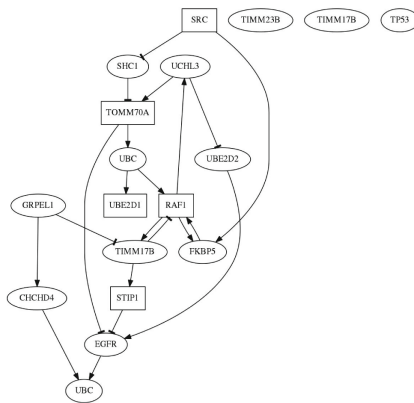 SRC TIMM23B TIMM17B TP53
SHC1 UCHL3
TOMM70A
UBC UBE2D2
GRPEL1 UBE2D1 RAF1
TIMM17B FKBP5
CHCHD4 STIP1
EGFR
UBC